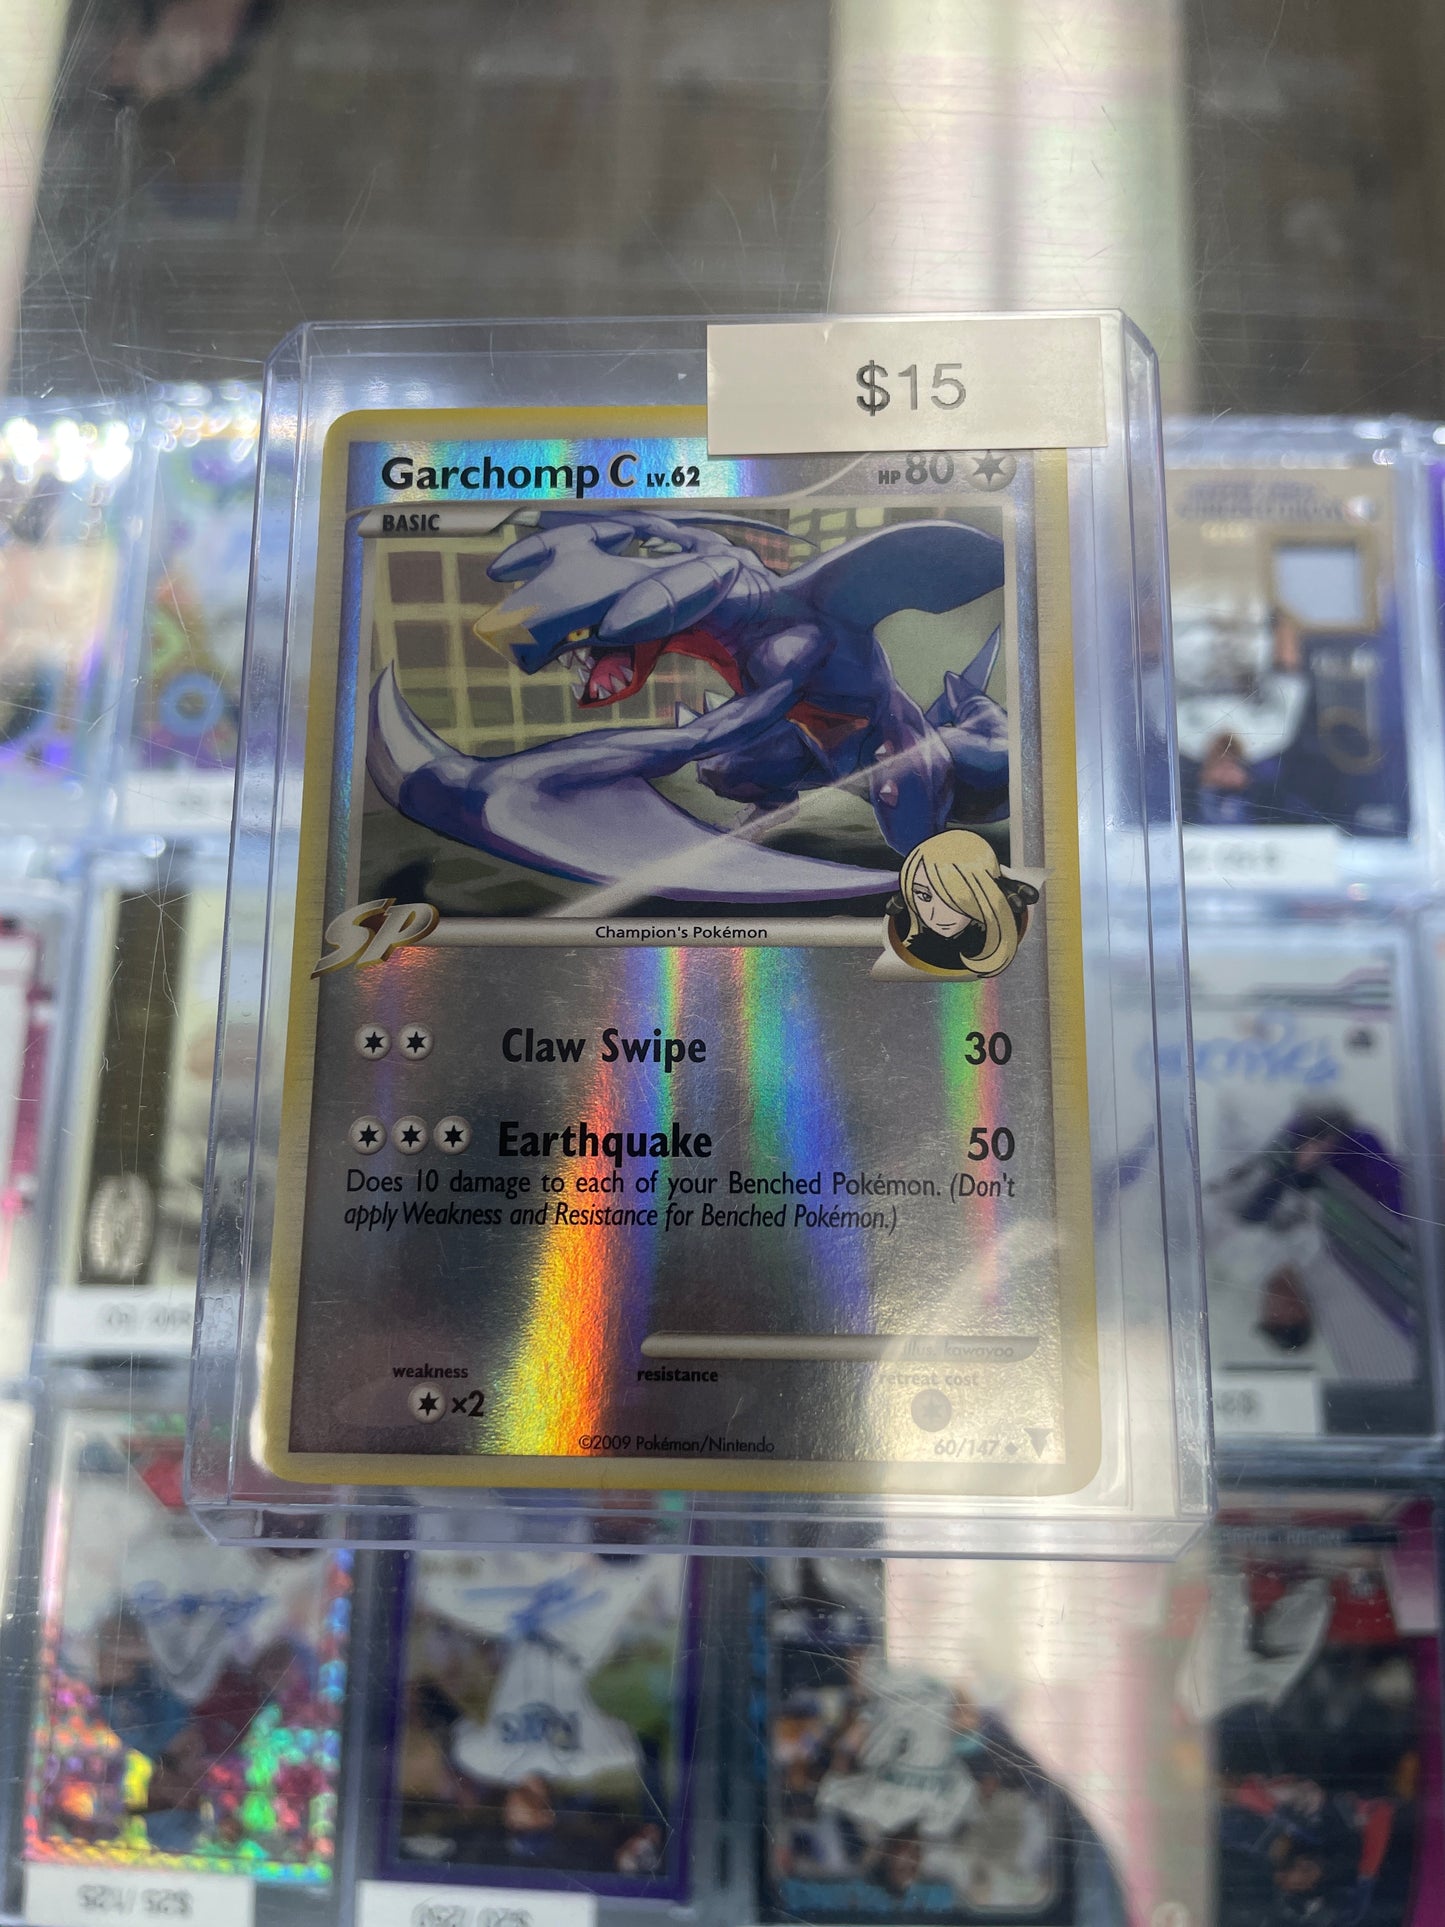 $15
Garchomp C LV.62
HP 80
BASIC
SP
Champion's Pokémon
Claw Swipe 30
Earthquake 50
Does 10 damage to each of your Benched Pokémon. (Don't
apply Weakness and Resistance for Benched Pokémon.)
illus. kawayoo
weakness resistance retreat cost
×2
©2009 Pokémon/Nintendo 60/147